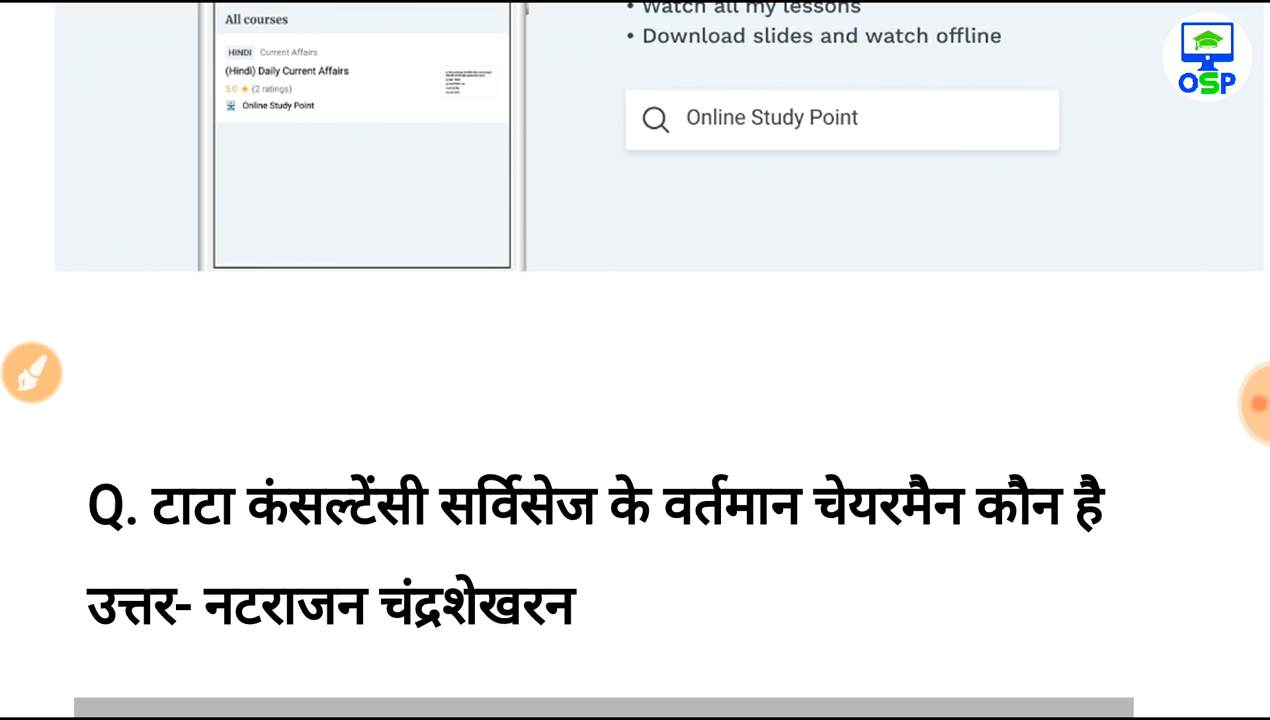 All courses
HINDI Current Affairs
(Hindi) Daily Current Affairs
5.0 ★ (2 ratings)
Online Study Point
• Watch all my lessons
• Download slides and watch offline
Online Study Point
OSP
Q. टाटा कंसल्टेंसी सर्विसेज के वर्तमान चेयरमैन कौन है
उत्तर- नटराजन चंद्रशेखरन